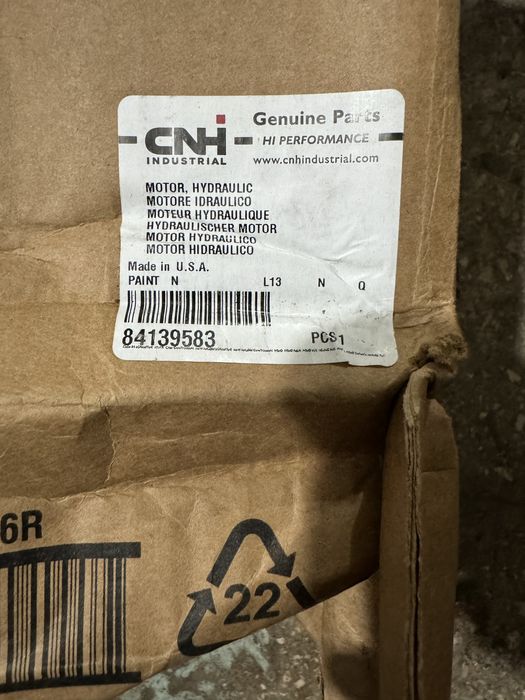 CNH
INDUSTRIAL
Genuine Parts
HI PERFORMANCE
www.cnhindustrial.com
MOTOR, HYDRAULIC
MOTORE IDRAULICO
MOTEUR HYDRAULIQUE
HYDRAULISCHER MOTOR
MOTOR HYDRAULICO
MOTOR HIDRAULICO
Made in U.S.A.
PAINT N L13 N Q
84139583 PCS1
6R
22